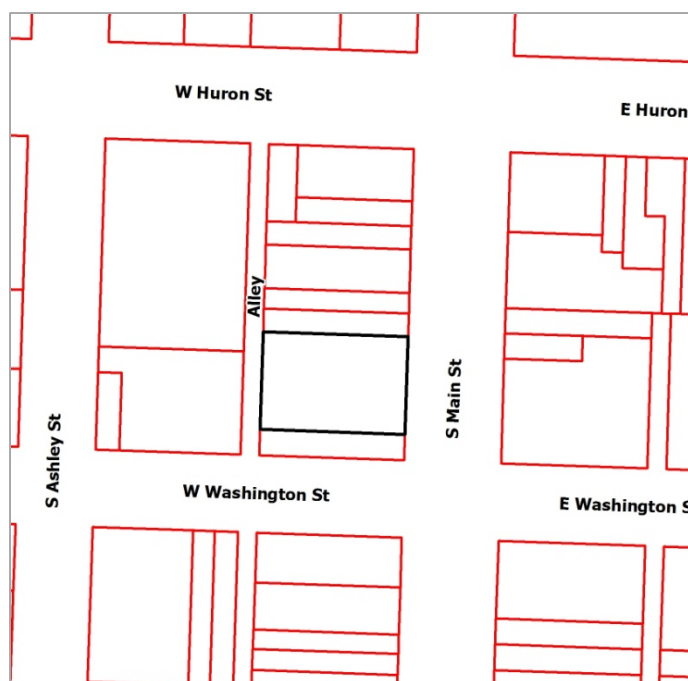 W Huron St
E Huron
Alley
S Main St
S Ashley St
W Washington St
E Washington S